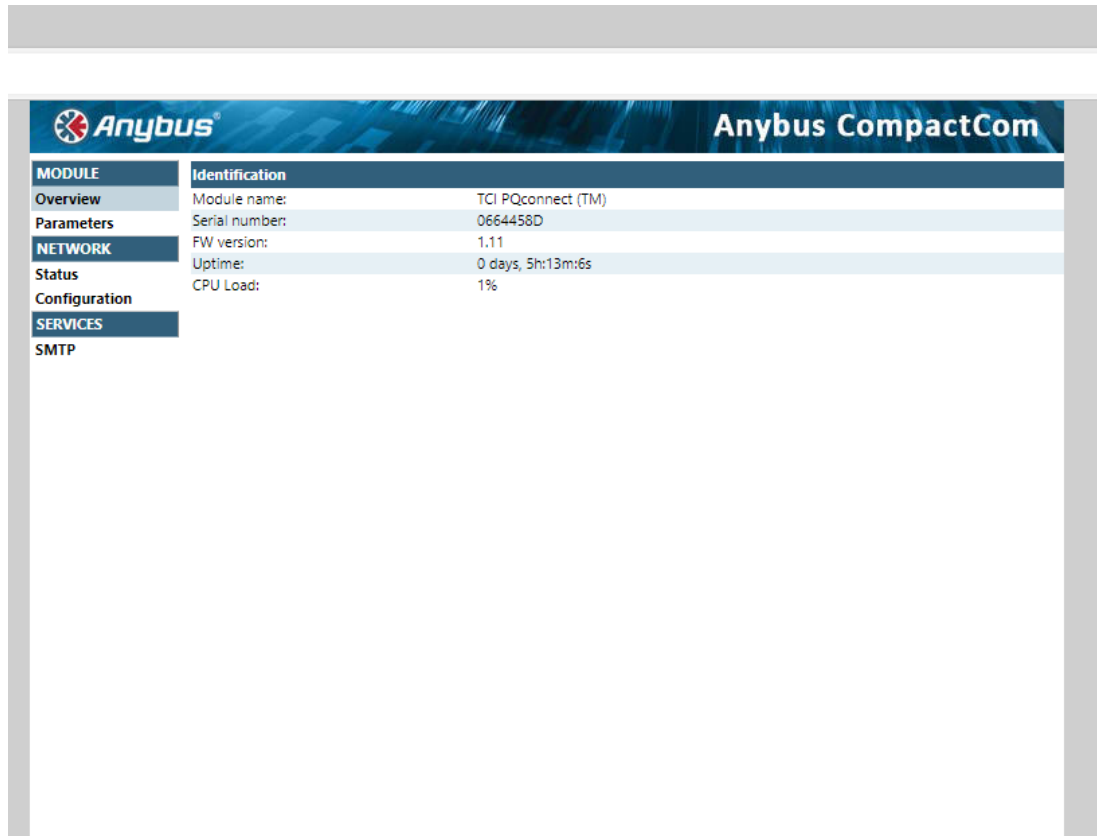 Anybus®
Anybus CompactCom
MODULE
Overview
Parameters
NETWORK
Status
Configuration
SERVICES
SMTP
Identification
Module name: TCI PQconnect (TM)
Serial number: 0664458D
FW version: 1.11
Uptime: 0 days, 5h:13m:6s
CPU Load: 1%